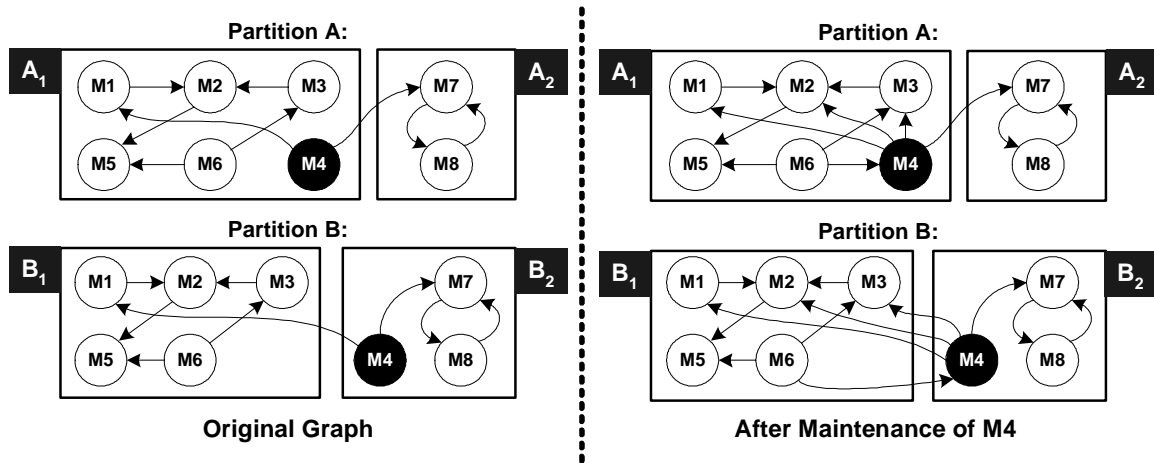 Partition A:
A1
M1 M2 M3
M7
A2
M5 M6 M4
M8
Partition B:
B1
M1 M2 M3
M7
B2
M5 M6
M4
M8
Original Graph
Partition A:
A1
M1 M2 M3
M7
A2
M5 M6 M4
M8
Partition B:
B1
M1 M2 M3
M7
B2
M5 M6
M4
M8
After Maintenance of M4